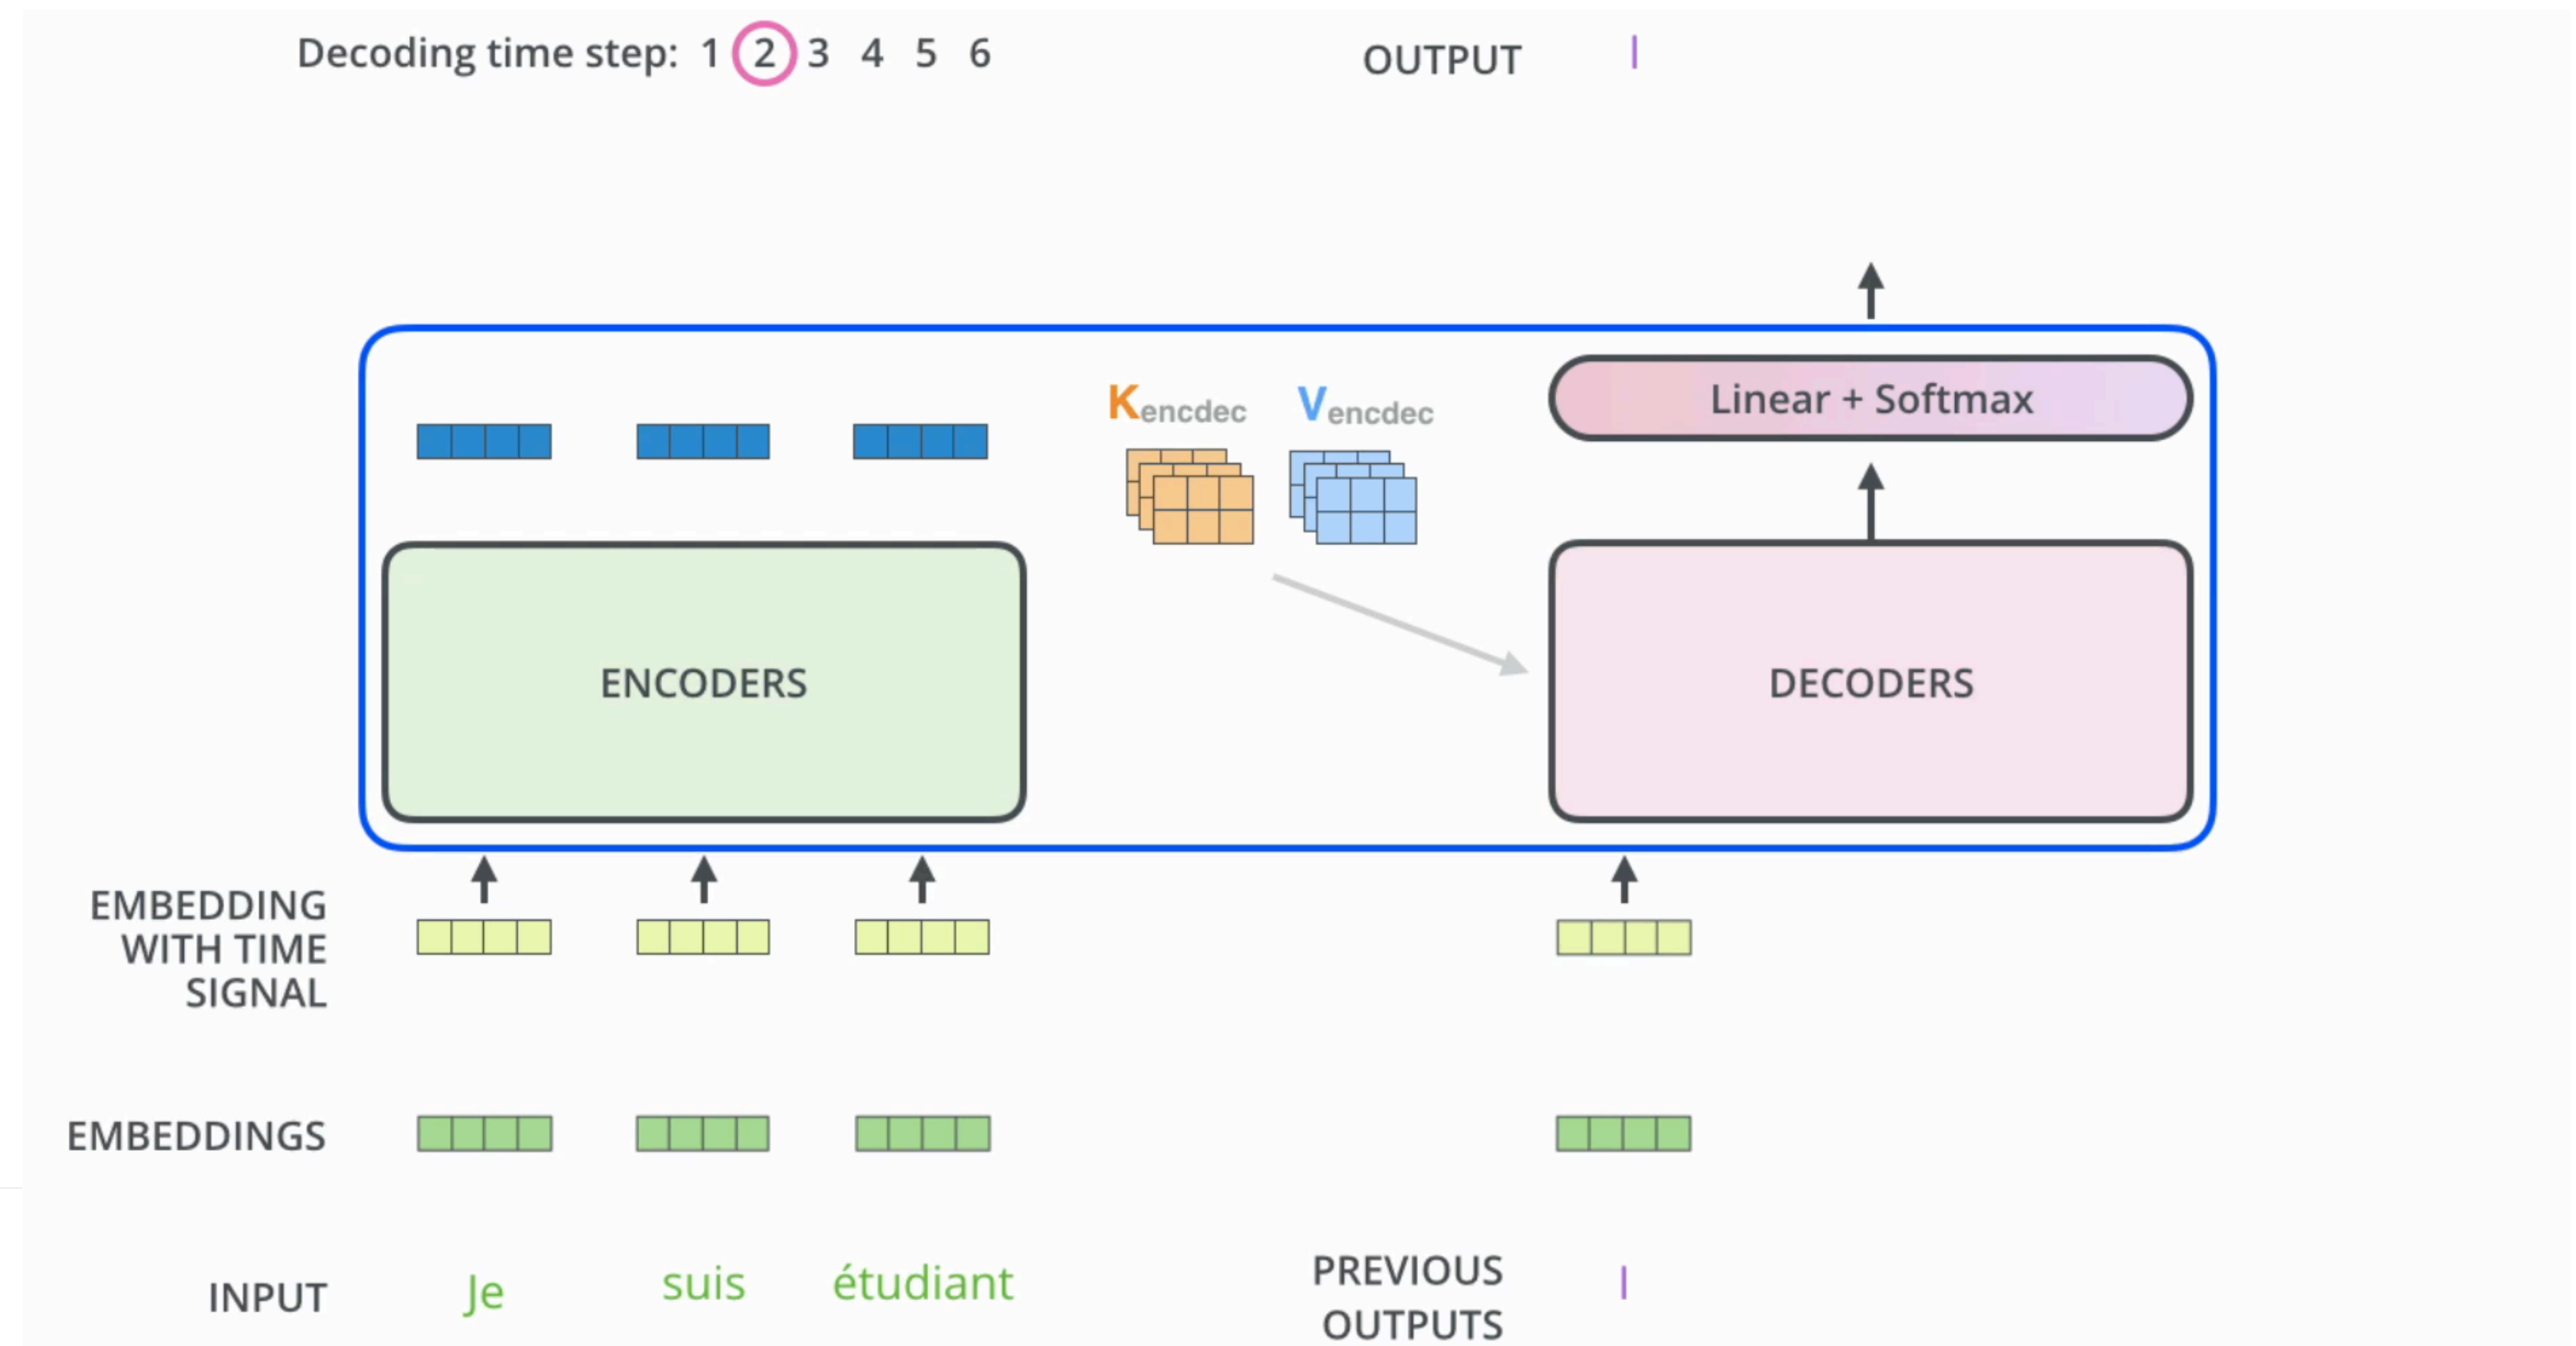 Decoding time step: 1 2 3 4 5 6
OUTPUT I
Kencdec Vencdec
Linear + Softmax
ENCODERS
DECODERS
EMBEDDING
WITH TIME
SIGNAL
EMBEDDINGS
INPUT Je suis étudiant
PREVIOUS
OUTPUTS
I